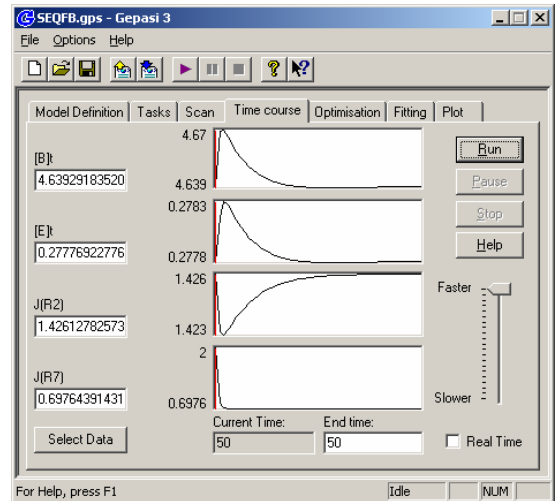 SEQFB.gps - Gepasi 3
File Options Help
Model Definition Tasks Scan Time course Optimisation Fitting Plot
4.67
[B]t
4.63929183520
4.639
0.2783
[E]t
0.27776922776
0.2778
1.426
J(R2)
1.42612782573
1.423
2
J(R7)
0.69764391431
0.6976
Run
Pause
Stop
Help
Faster
Slower
Select Data
Current Time:
50
End time:
50
Real Time
For Help, press F1
Idle
NUM